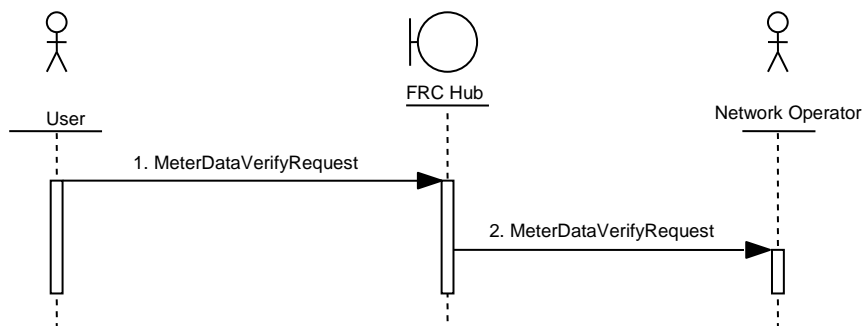 User
FRC Hub
Network Operator
1. MeterDataVerifyRequest
2. MeterDataVerifyRequest